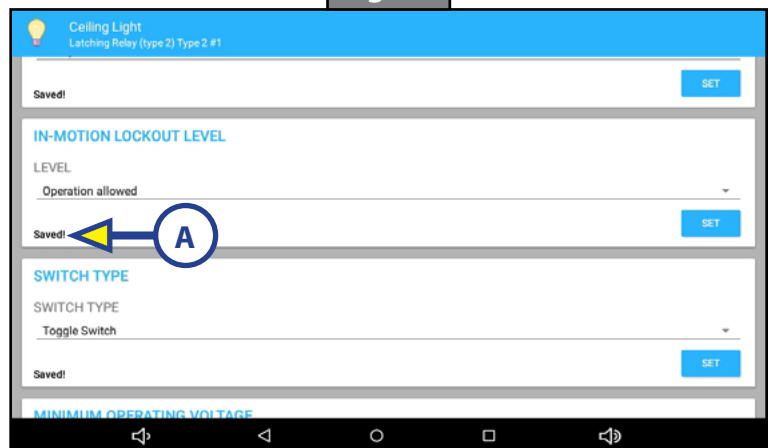 Ceiling Light
Latching Relay (type 2) Type 2 #1
Saved!
SET
IN-MOTION LOCKOUT LEVEL
LEVEL
Operation allowed
Saved!
A
SET
SWITCH TYPE
SWITCH TYPE
Toggle Switch
Saved!
SET
MINIMUM OPERATING VOLTAGE